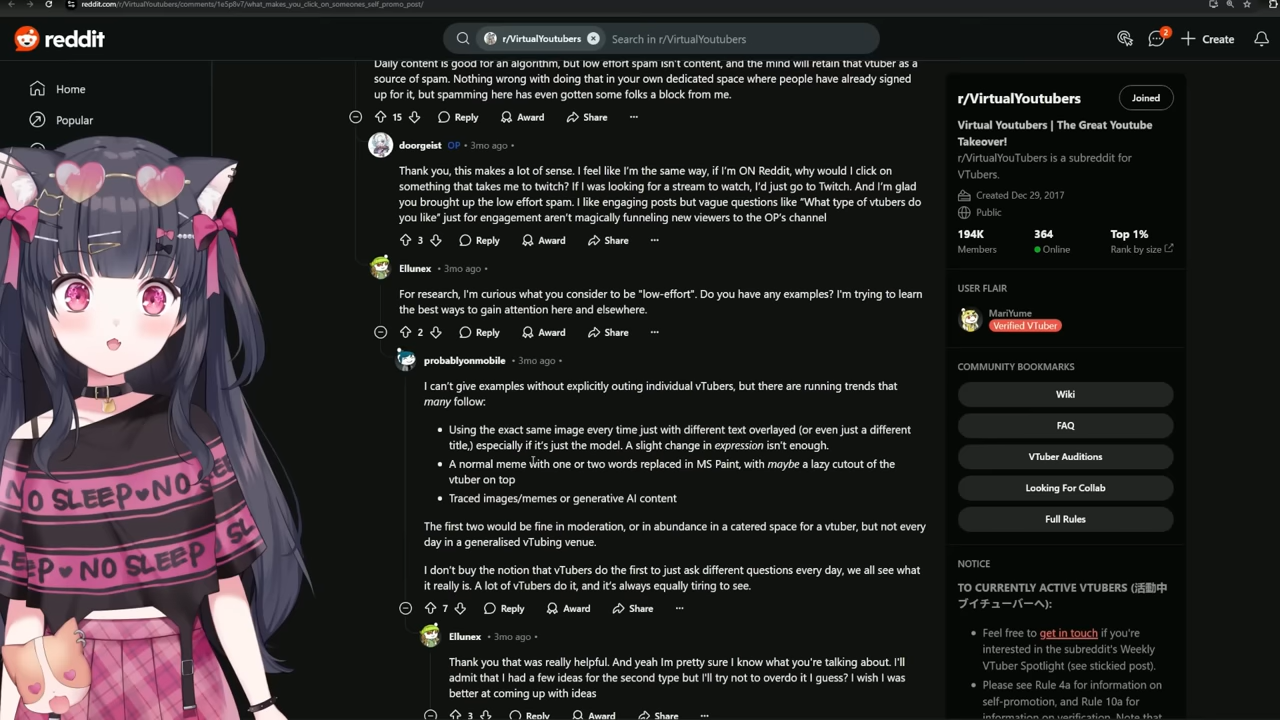 reddit.com/r/VirtualYoutubers/comments/1e5p8v7/what_makes_you_click_on_someones_self_promo_post/
reddit
r/VirtualYoutubers
Search in r/VirtualYoutubers
2
Create
Home
Popular
Daily content is good for an algorithm, but low effort spam isn't content, and the mind will retain that vtuber as a
source of spam. Nothing wrong with doing that in your own dedicated space where people have already signed
up for it, but spamming here has even gotten some folks a block from me.
15 Reply Award Share
doorgeist OP • 3mo ago •
Thank you, this makes a lot of sense. I feel like I'm the same way, if I'm ON Reddit, why would I click on
something that takes me to twitch? If I was looking for a stream to watch, I'd just go to Twitch. And I'm glad
you brought up the low effort spam. I like engaging posts but vague questions like "What type of vtubers do
you like" just for engagement aren't magically funneling new viewers to the OP's channel
3 Reply Award Share
Ellunex • 3mo ago •
For research, I'm curious what you consider to be "low-effort". Do you have any examples? I'm trying to learn
the best ways to gain attention here and elsewhere.
2 Reply Award Share
probablyonmobile • 3mo ago •
I can't give examples without explicitly outing individual vTubers, but there are running trends that
many follow:
• Using the exact same image every time just with different text overlayed (or even just a different
title,) especially if it's just the model. A slight change in expression isn't enough.
• A normal meme with one or two words replaced in MS Paint, with maybe a lazy cutout of the
vtuber on top
• Traced images/memes or generative AI content
The first two would be fine in moderation, or in abundance in a catered space for a vtuber, but not every
day in a generalised vTubing venue.
I don't buy the notion that vTubers do the first to just ask different questions every day, we all see what
it really is. A lot of vTubers do it, and it's always equally tiring to see.
7 Reply Award Share
Ellunex • 3mo ago •
Thank you that was really helpful. And yeah Im pretty sure I know what you're talking about. I'll
admit that I had a few ideas for the second type but I'll try not to overdo it I guess? I wish I was
better at coming up with ideas
3 Reply Award Share
r/VirtualYoutubers
Joined
Virtual Youtubers | The Great Youtube
Takeover!
r/VirtualYouTubers is a subreddit for
VTubers.
Created Dec 29, 2017
Public
194K 364 Top 1%
Members Online Rank by size
USER FLAIR
MariYume
Verified VTuber
COMMUNITY BOOKMARKS
Wiki
FAQ
VTuber Auditions
Looking For Collab
Full Rules
NOTICE
TO CURRENTLY ACTIVE VTUBERS (活動中
ブイチューバーへ):
• Feel free to get in touch if you're
interested in the subreddit's Weekly
VTuber Spotlight (see stickied post).
• Please see Rule 4a for information on
self-promotion, and Rule 10a for
information on verification. Note that
NO SLEEP ♥ NO SLEEP
EEP ♥ NO SLEEP ♥ NO SLEEP